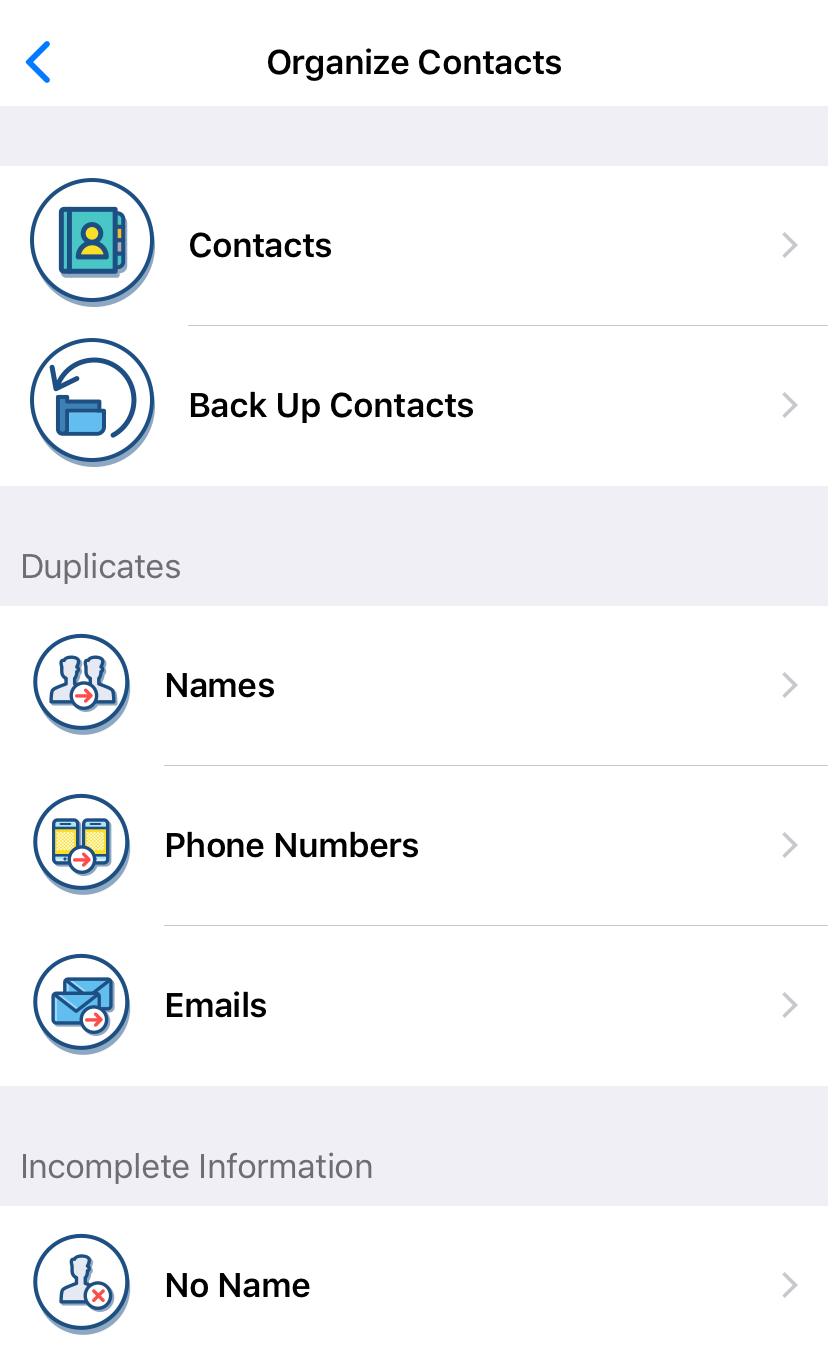 Organize Contacts
Contacts
Back Up Contacts
Duplicates
Names
Phone Numbers
Emails
Incomplete Information
No Name